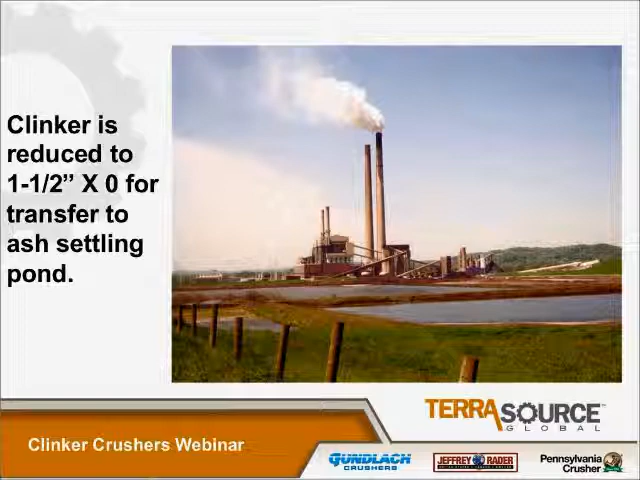 Clinker is
reduced to
1-1/2” X 0 for
transfer to
ash settling
pond.
TERRASOURCE™
GLOBAL
Clinker Crushers Webinar
GUNDLACH
CRUSHERS
JEFFREY RADER
Pennsylvania
Crusher